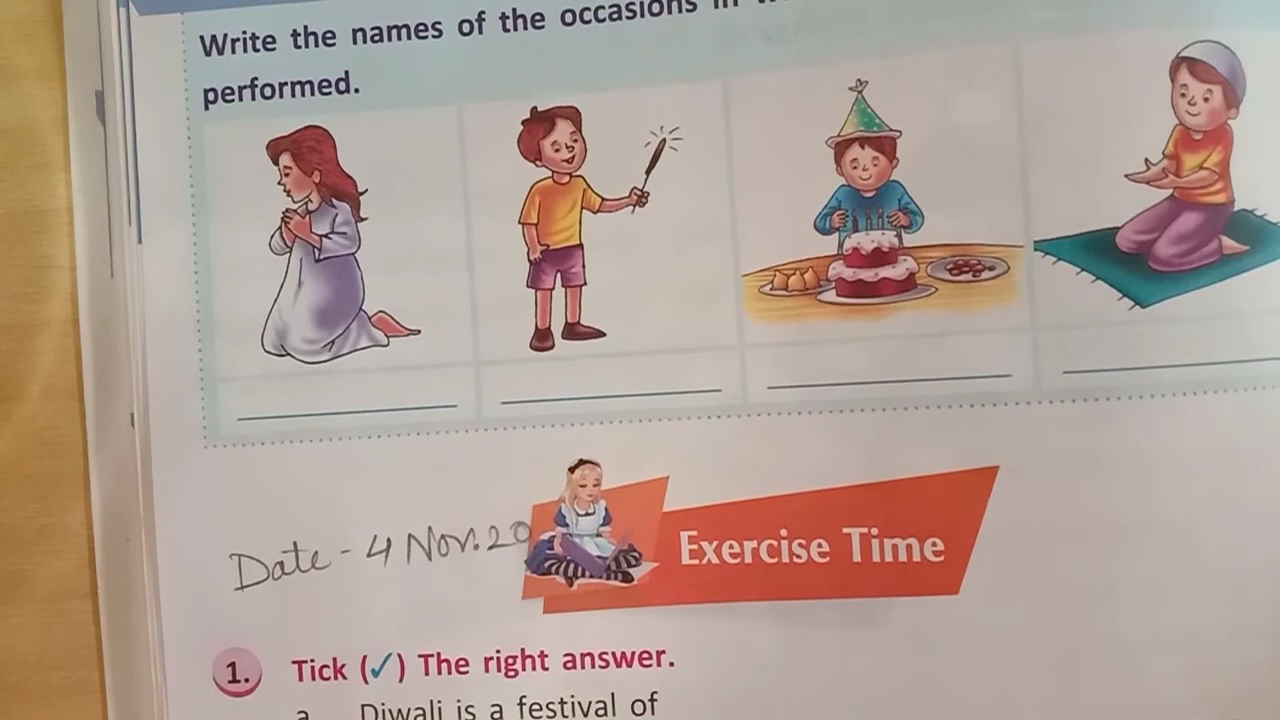 Write the names of the occasions in
performed.
Date - 4 Nov. 20
Exercise Time
1. Tick (✓) The right answer.
a Diwali is a festival of